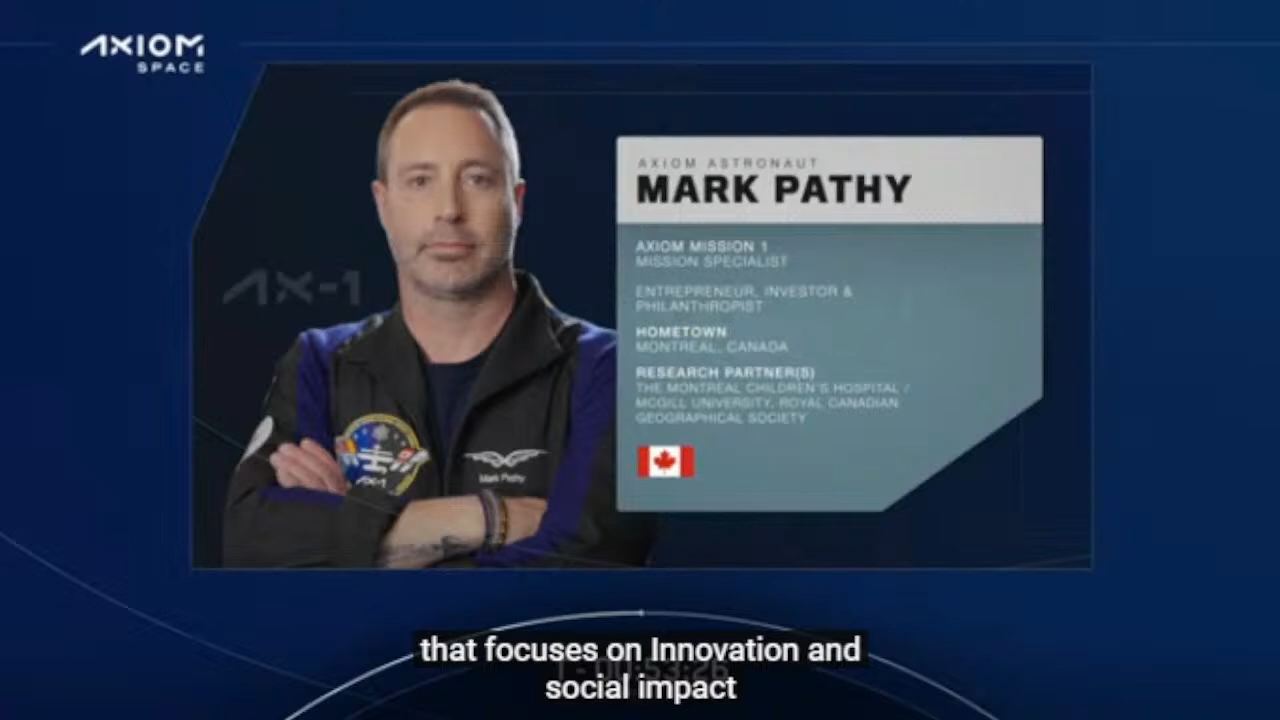 AXIOM
SPACE
AX-1
AXIOM ASTRONAUT
MARK PATHY
AXIOM MISSION 1
MISSION SPECIALIST
ENTREPRENEUR, INVESTOR &
PHILANTHROPIST
HOMETOWN
MONTREAL, CANADA
RESEARCH PARTNER(S)
THE MONTREAL CHILDREN'S HOSPITAL /
MCGILL UNIVERSITY, ROYAL CANADIAN
GEOGRAPHICAL SOCIETY
AX-1
Mark Pathy
that focuses on Innovation and
social impact